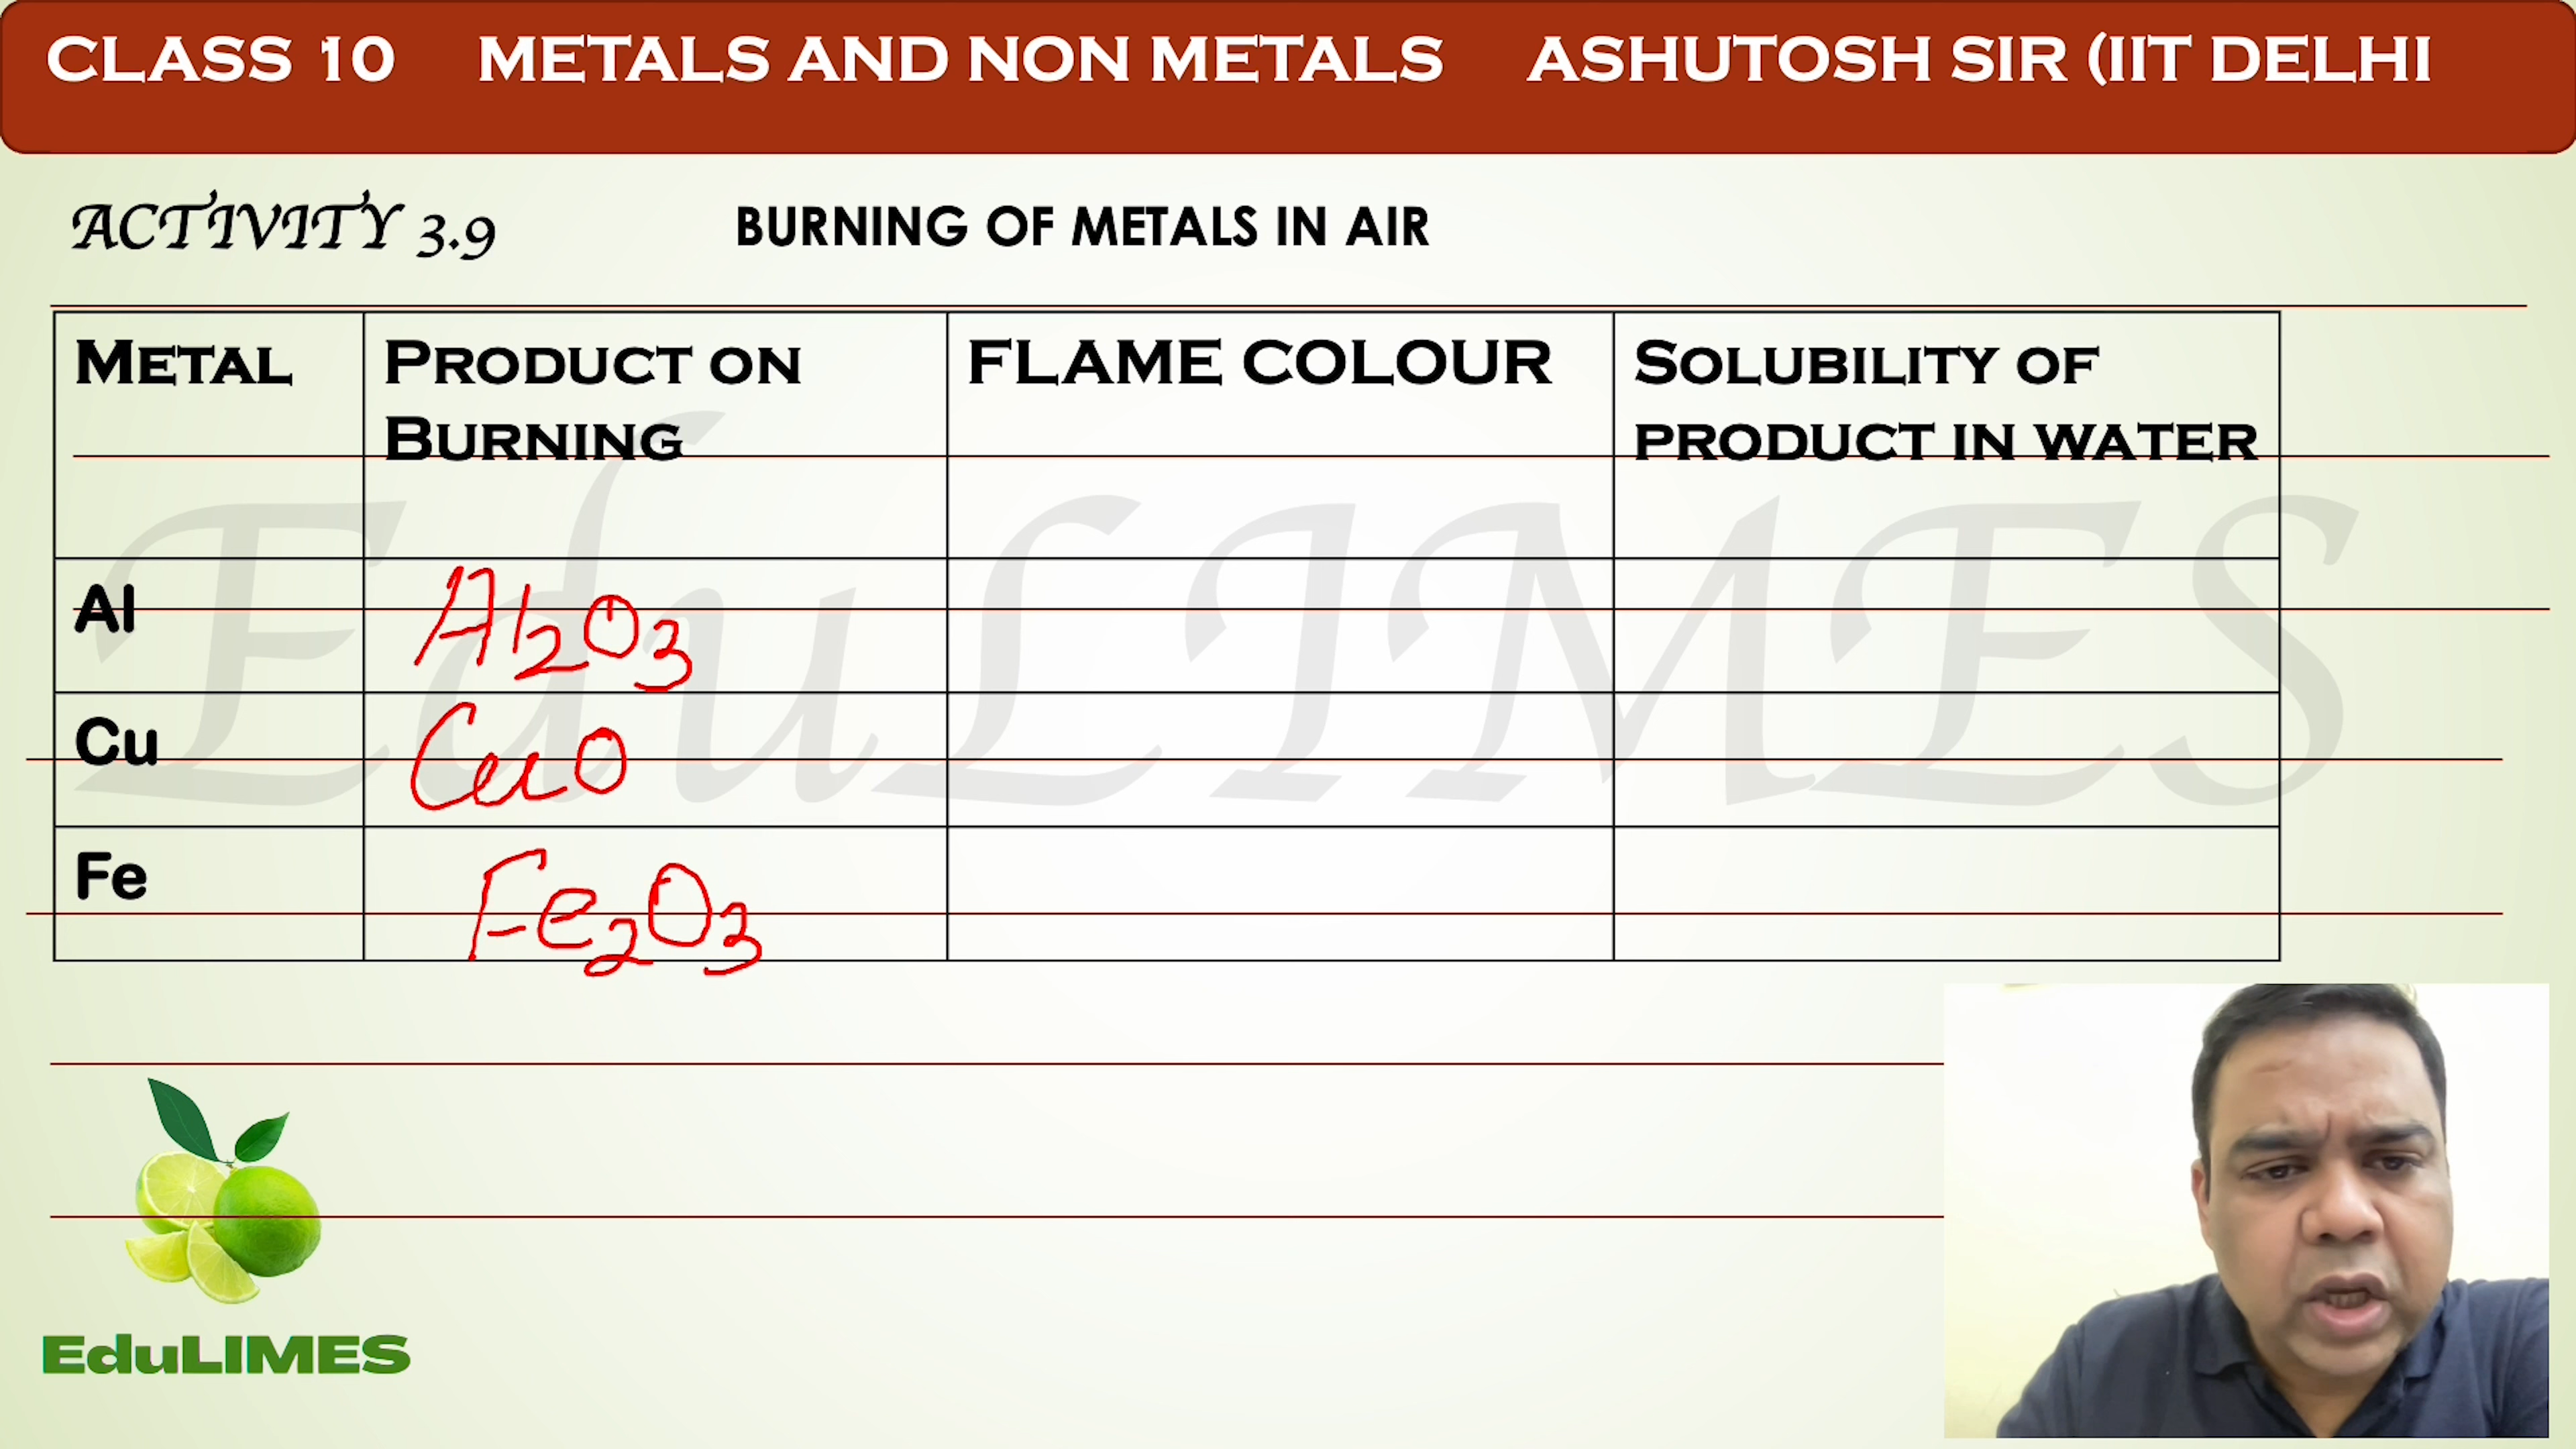 CLASS 10 METALS AND NON METALS ASHUTOSH SIR (IIT DELHI
ACTIVITY 3.9 BURNING OF METALS IN AIR
METAL PRODUCT ON BURNING FLAME COLOUR SOLUBILITY OF PRODUCT IN WATER
Al Al2O3
Cu CuO
Fe Fe2O3
EduLIMES
EduLIMES